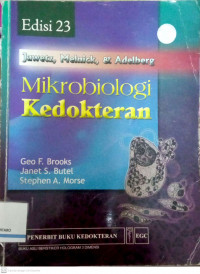 Edisi 23
Jawetz, Melnick, & Adelberg
Mikrobiologi
Kedokteran
Geo F. Brooks
Janet S. Butel
Stephen A. Morse
PENERBIT BUKU KEDOKTERAN
EGC